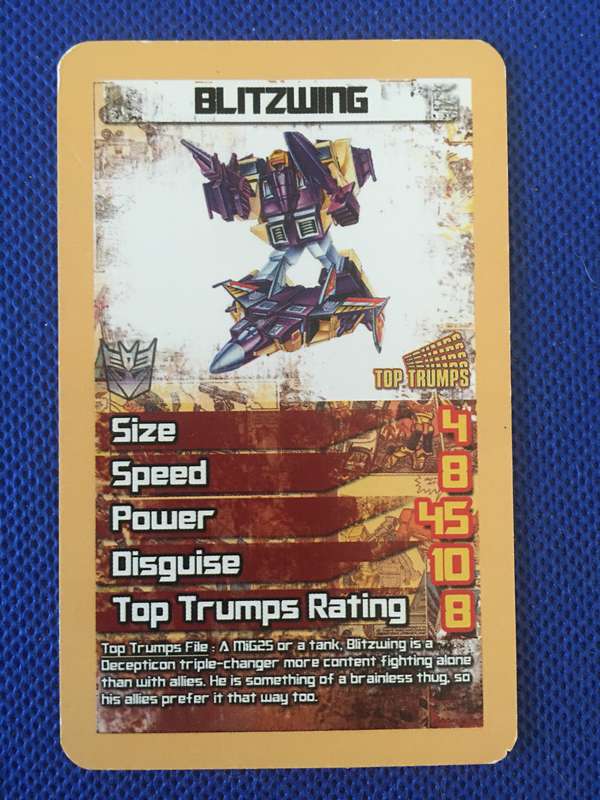 BLITZWING
TOP TRUMPS
Size 4
Speed 8
Power 45
Disguise 10
Top Trumps Rating 8
Top Trumps File : A MiG25 or a tank, Blitzwing is a
Decepticon triple-changer more content fighting alone
than with allies. He is something of a brainless thug, so
his allies prefer it that way too.